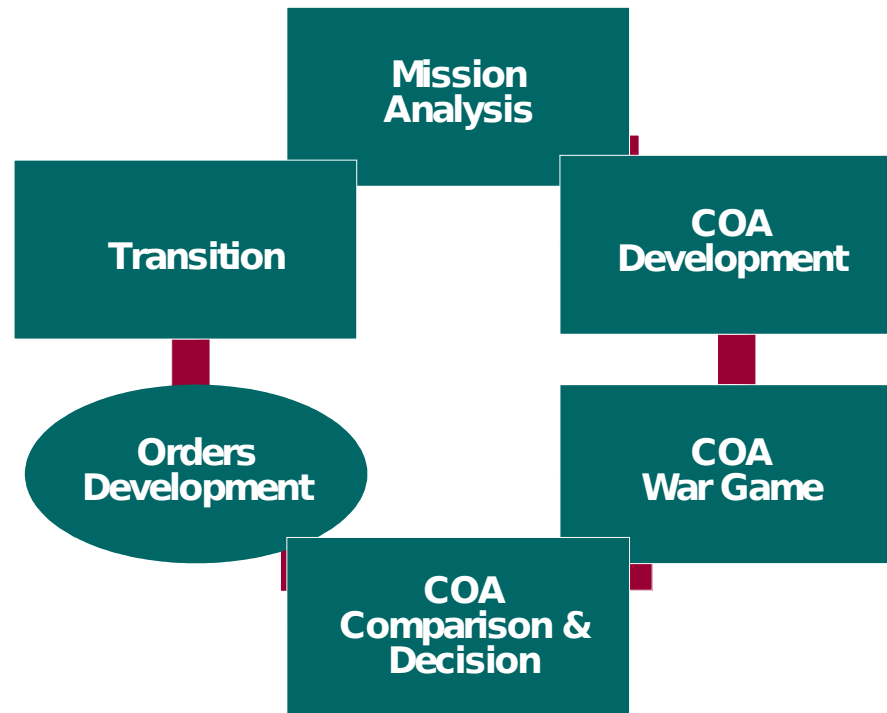 Mission
Analysis
COA
Development
Transition
COA
War Game
Orders
Development
COA
Comparison &
Decision